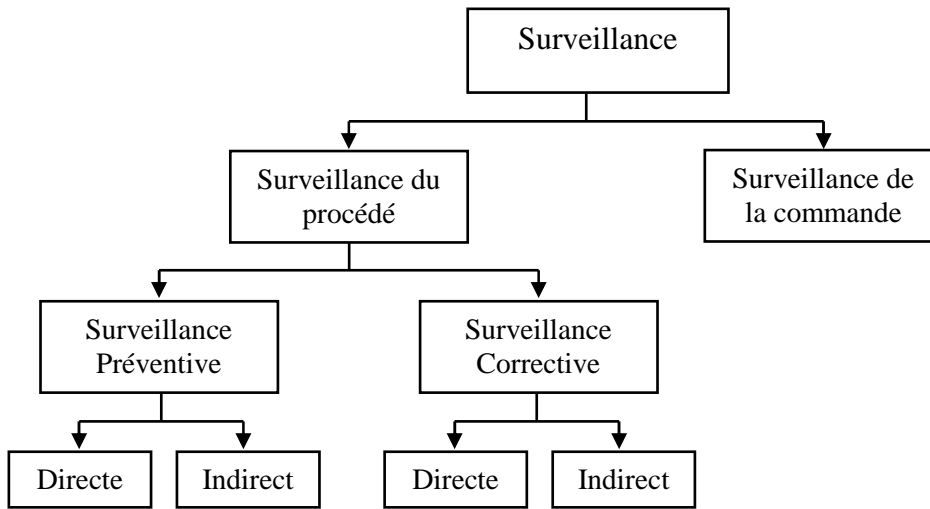 Surveillance
Surveillance du
procédé
Surveillance de
la commande
Surveillance
Préventive
Surveillance
Corrective
Directe
Indirect
Directe
Indirect